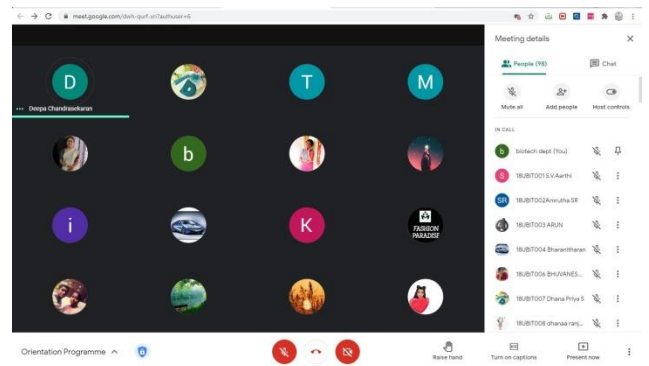 meet.google.com/dwh-qurf-xn?authuser=6
Meeting details
People (98)
Chat
Mute all
Add people
Host controls
IN CALL
biotech dept (You)
18UBIT001 S.V.Aarthi
18UBIT002Amrutha SR
18UBIT003 ARUN
18UBIT004 Bharanitharan
18UBIT006 BHUVANES...
18UBIT007 Dhana Priya S
18UBIT008 dhanaa ranj...
b
S
SR
D
T
M
Deepa Chandrasekaran
b
i
K
FASHION
PARADISE
Orientation Programme
Raise hand
Turn on captions
Present now